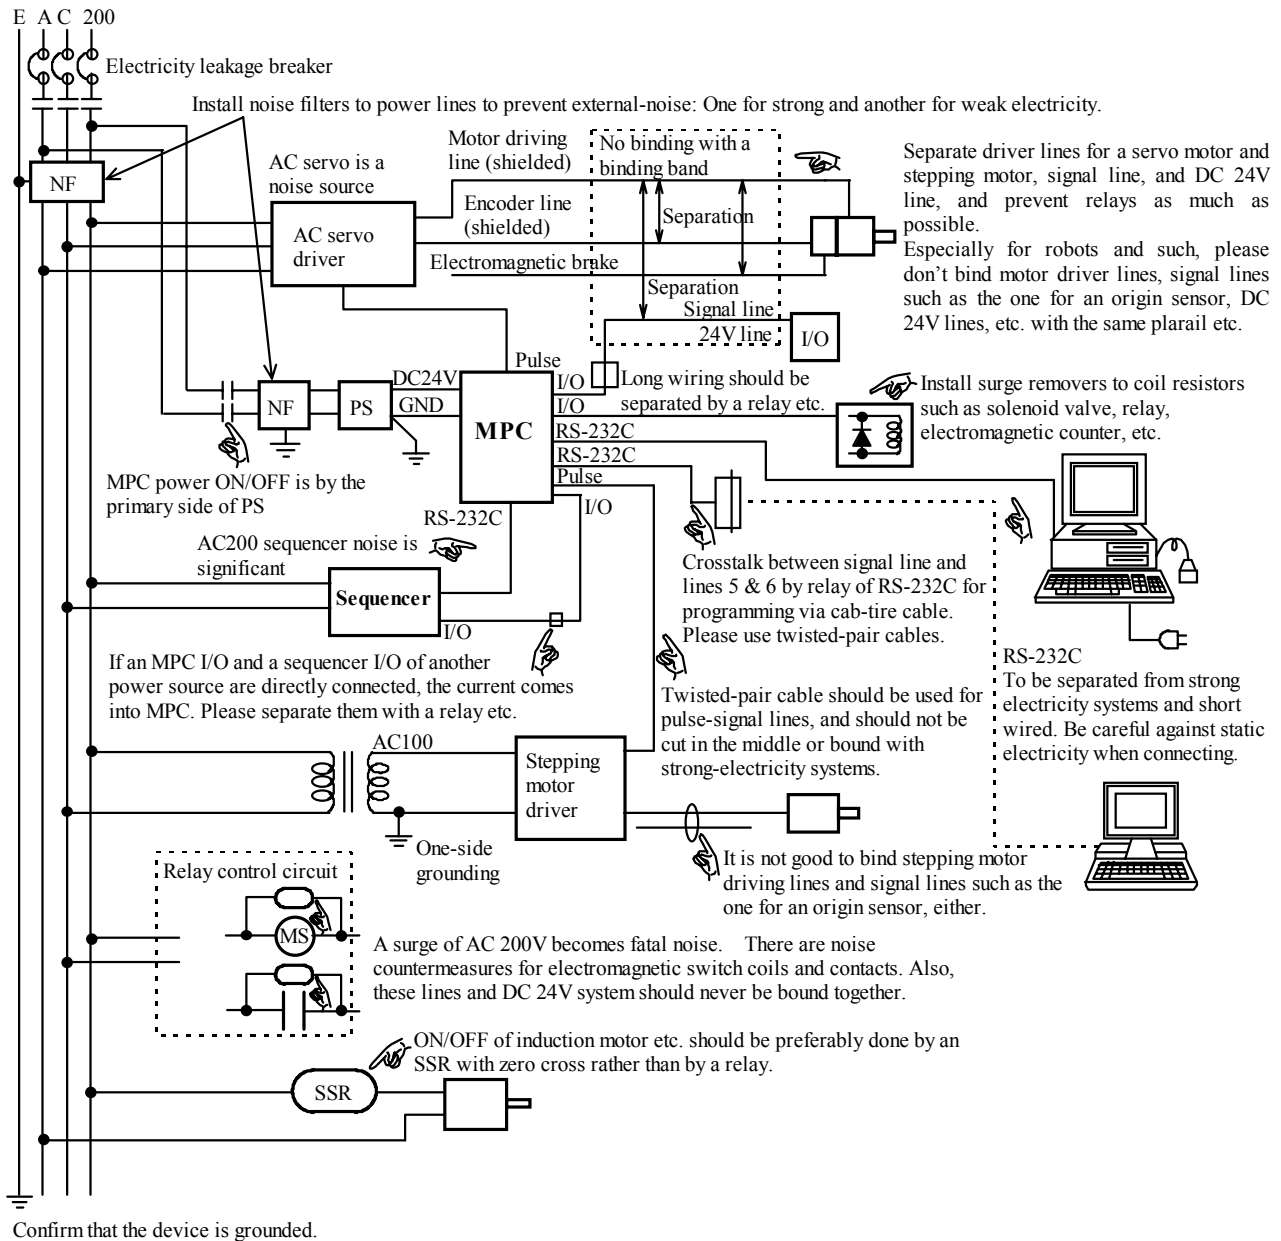 E A C 200
Electricity leakage breaker
Install noise filters to power lines to prevent external-noise: One for strong and another for weak electricity.
NF
AC servo is a
noise source
AC servo
driver
Motor driving
line (shielded)
Encoder line
(shielded)
Electromagnetic brake
No binding with a
binding band
Separation
Separation
Signal line
24V line
I/O
Separate driver lines for a servo motor and
stepping motor, signal line, and DC 24V
line, and prevent relays as much as
possible.
Especially for robots and such, please
don't bind motor driver lines, signal lines
such as the one for an origin sensor, DC
24V lines, etc. with the same plarail etc.
NF
PS
DC24V
GND
Pulse
MPC
I/O
I/O
RS-232C
RS-232C
Pulse
I/O
RS-232C
Long wiring should be
separated by a relay etc.
Install surge removers to coil resistors
such as solenoid valve, relay,
electromagnetic counter, etc.
MPC power ON/OFF is by the
primary side of PS
AC200 sequencer noise is
significant
Sequencer
I/O
Crosstalk between signal line and
lines 5 & 6 by relay of RS-232C for
programming via cab-tire cable.
Please use twisted-pair cables.
RS-232C
To be separated from strong
electricity systems and short
wired. Be careful against static
electricity when connecting.
If an MPC I/O and a sequencer I/O of another
power source are directly connected, the current comes
into MPC. Please separate them with a relay etc.
Twisted-pair cable should be used for
pulse-signal lines, and should not be
cut in the middle or bound with
strong-electricity systems.
AC100
Stepping
motor
driver
One-side
grounding
It is not good to bind stepping motor
driving lines and signal lines such as the
one for an origin sensor, either.
Relay control circuit
MS
A surge of AC 200V becomes fatal noise. There are noise
countermeasures for electromagnetic switch coils and contacts. Also,
these lines and DC 24V system should never be bound together.
ON/OFF of induction motor etc. should be preferably done by an
SSR with zero cross rather than by a relay.
SSR
Confirm that the device is grounded.